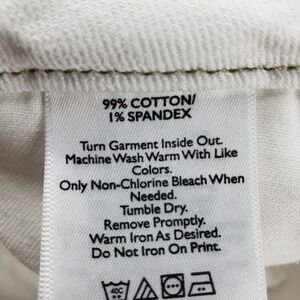 99% COTTON/
1% SPANDEX
Turn Garment Inside Out.
Machine Wash Warm With Like
Colors.
Only Non-Chlorine Bleach When
Needed.
Tumble Dry.
Remove Promptly.
Warm Iron As Desired.
Do Not Iron On Print.
40C